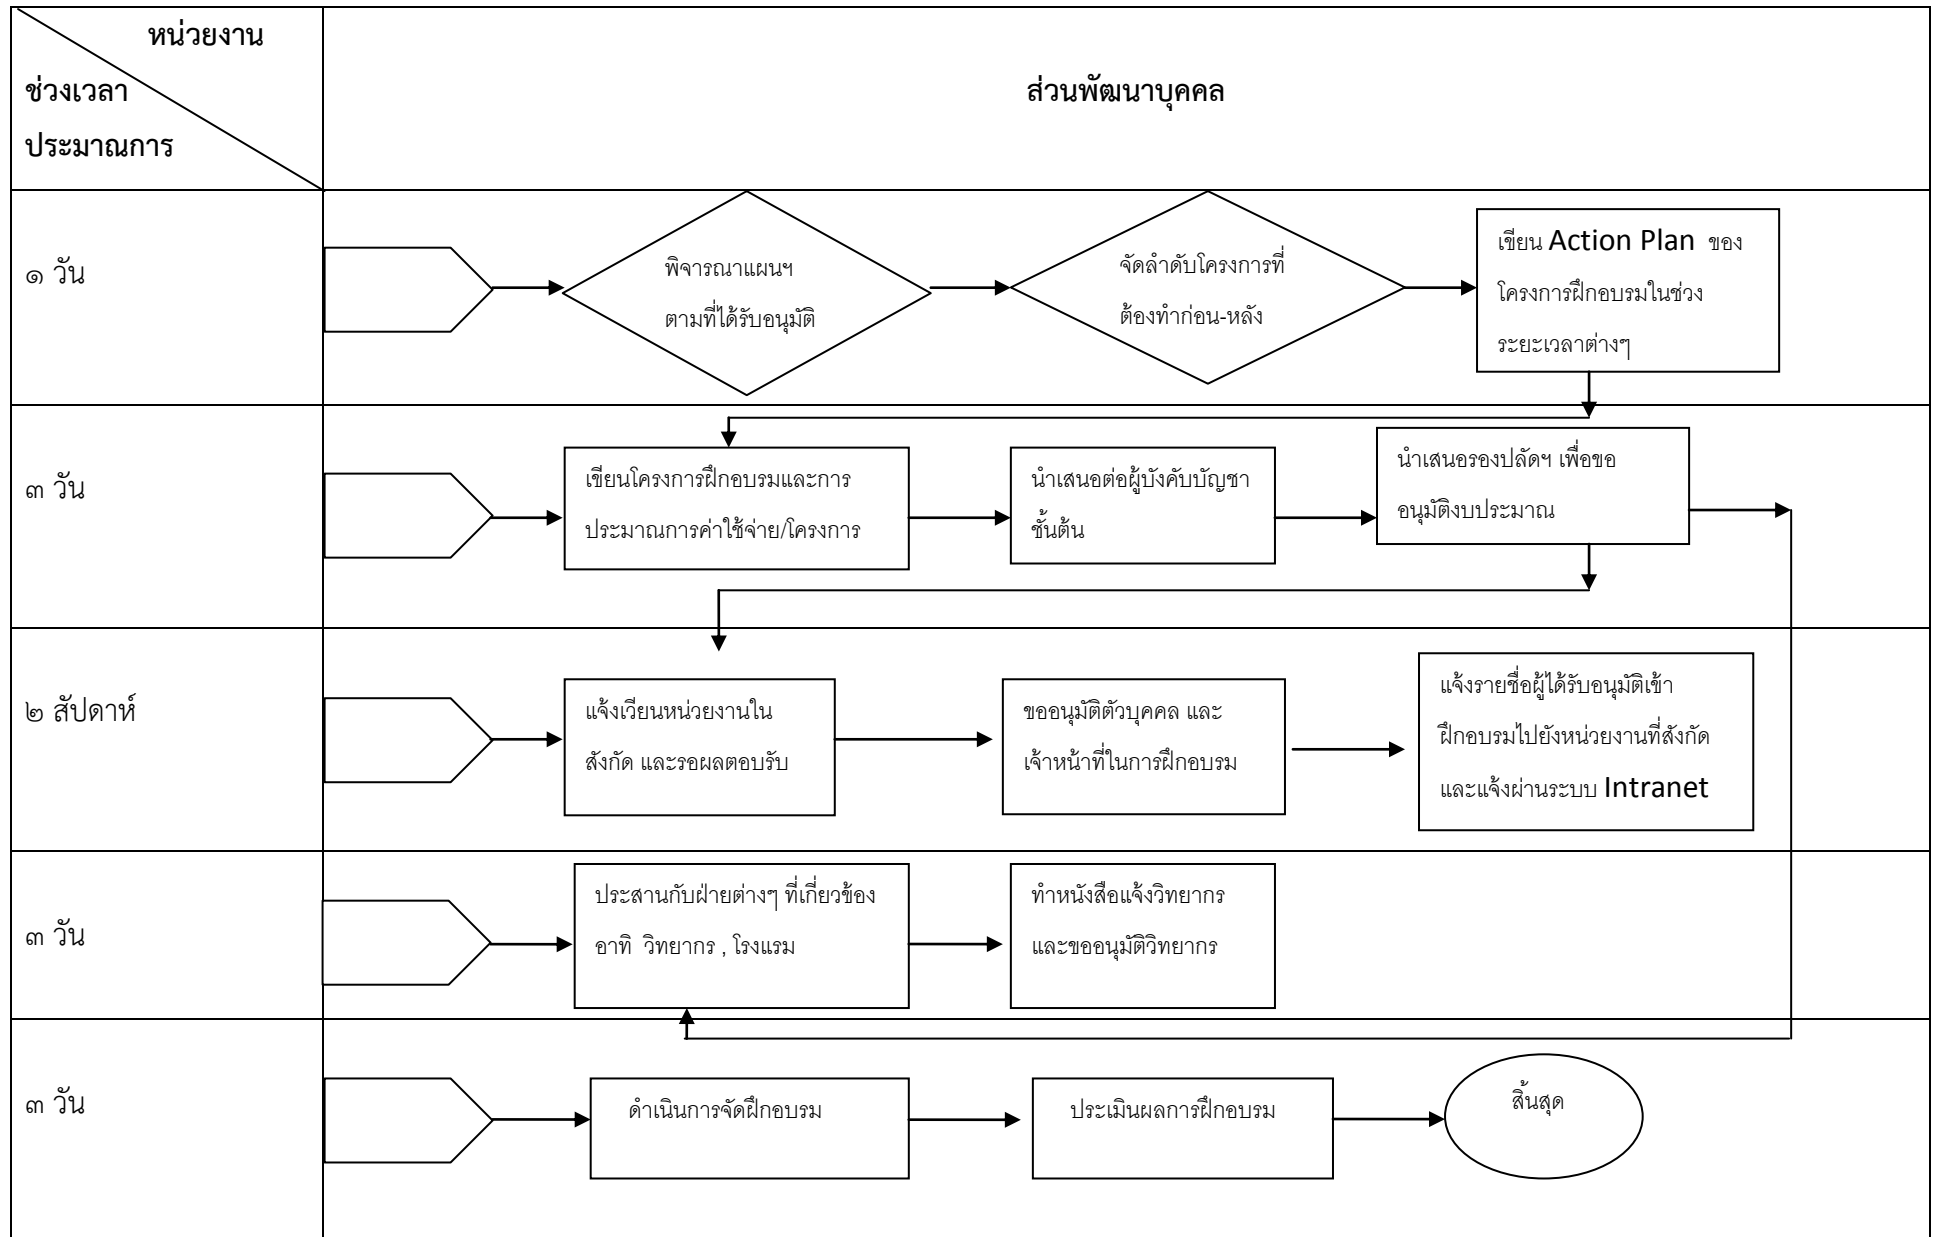 หน่วยงาน
ช่วงเวลา
ประมาณการ
ส่วนพัฒนาบุคคล
๑ วัน
พิจารณาแผนฯ
ตามที่ได้รับอนุมัติ
จัดลำดับโครงการที่
ต้องทำก่อน-หลัง
เขียน Action Plan ของ
โครงการฝึกอบรมในช่วง
ระยะเวลาต่างๆ
๓ วัน
เขียนโครงการฝึกอบรมและการ
ประมาณการค่าใช้จ่าย/โครงการ
นำเสนอต่อผู้บังคับบัญชา
ชั้นต้น
นำเสนอรองปลัดฯ เพื่อขอ
อนุมัติงบประมาณ
๒ สัปดาห์
แจ้งเวียนหน่วยงานใน
สังกัด และรอผลตอบรับ
ขออนุมัติตัวบุคคล และ
เจ้าหน้าที่ในการฝึกอบรม
แจ้งรายชื่อผู้ได้รับอนุมัติเข้า
ฝึกอบรมไปยังหน่วยงานที่สังกัด
และแจ้งผ่านระบบ Intranet
๓ วัน
ประสานกับฝ่ายต่างๆ ที่เกี่ยวข้อง
อาทิ วิทยากร , โรงแรม
ทำหนังสือแจ้งวิทยากร
และขออนุมัติวิทยากร
๓ วัน
ดำเนินการจัดฝึกอบรม
ประเมินผลการฝึกอบรม
สิ้นสุด